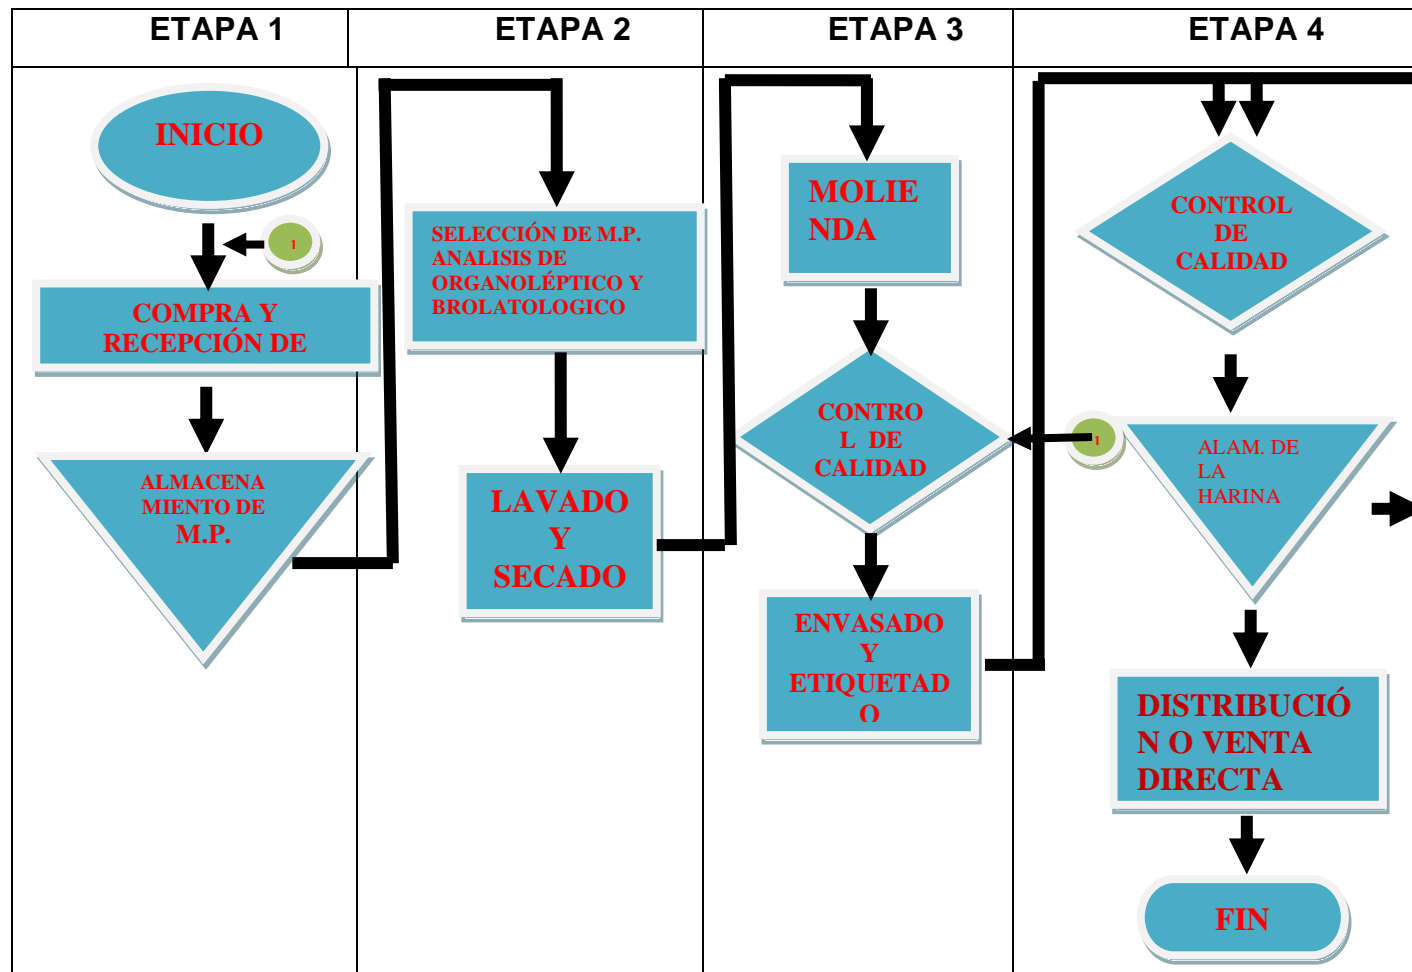 ETAPA 1
ETAPA 2
ETAPA 3
ETAPA 4
INICIO
1
COMPRA Y
RECEPCIÓN DE
ALMACENA
MIENTO DE
M.P.
SELECCIÓN DE M.P.
ANALISIS DE
ORGANOLÉPTICO Y
BROLATOLOGICO
LAVADO
Y
SECADO
MOLIE
NDA
CONTRO
L DE
CALIDAD
ENVASADO
Y
ETIQUETAD
O
CONTROL
DE
CALIDAD
1
ALAM. DE
LA
HARINA
DISTRIBUCIÓ
N O VENTA
DIRECTA
FIN